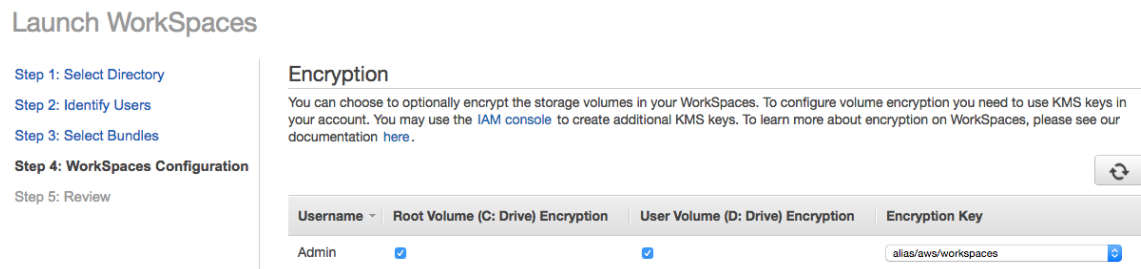 Launch WorkSpaces
Step 1: Select Directory
Step 2: Identify Users
Step 3: Select Bundles
Step 4: WorkSpaces Configuration
Step 5: Review
Encryption
You can choose to optionally encrypt the storage volumes in your WorkSpaces. To configure volume encryption you need to use KMS keys in
your account. You may use the IAM console to create additional KMS keys. To learn more about encryption on WorkSpaces, please see our
documentation here.
Username Root Volume (C: Drive) Encryption User Volume (D: Drive) Encryption Encryption Key
Admin alias/aws/workspaces